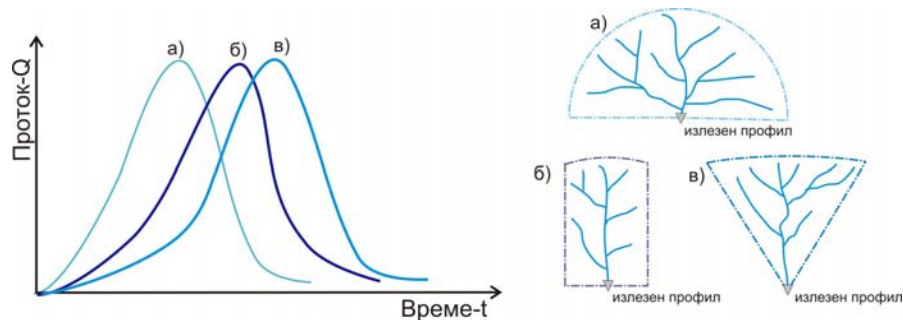 Проток-Q
а)
б)
в)
Време-t
а)
излезен профил
б)
излезен профил
в)
излезен профил